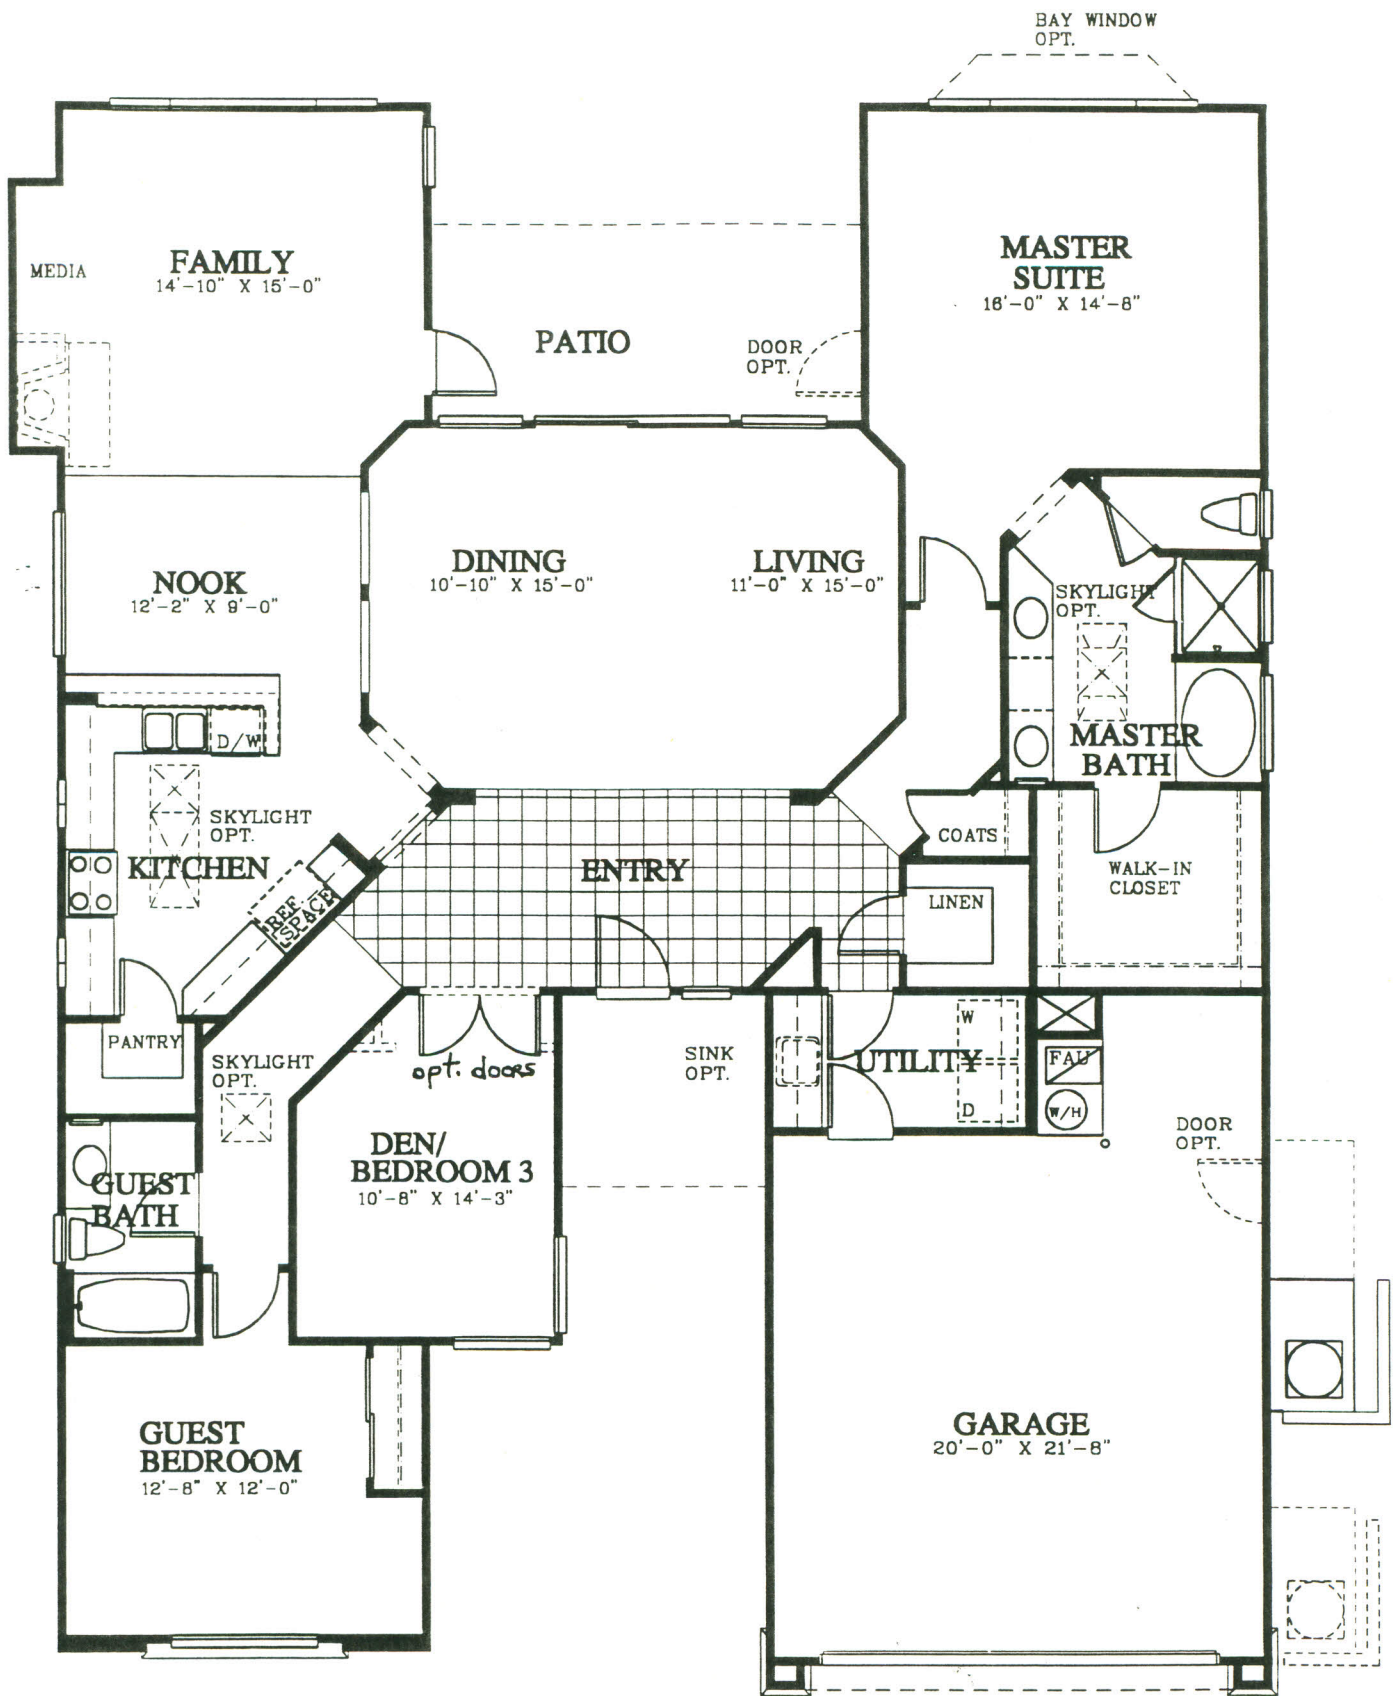 BAY WINDOW
OPT.
FAMILY
14'-10" X 15'-0"
MEDIA
MASTER
SUITE
16'-0" X 14'-8"
PATIO
DOOR
OPT.
DINING
10'-10" X 15'-0"
LIVING
11'-0" X 15'-0"
NOOK
12'-2" X 9'-0"
SKYLIGHT
OPT.
D/W
MASTER
BATH
SKYLIGHT
OPT.
KITCHEN
REF.
SPACE
ENTRY
COATS
LINEN
WALK-IN
CLOSET
PANTRY
SKYLIGHT
OPT.
opt. doors
SINK
OPT.
UTILITY
W
D
FAU
W/H
DOOR
OPT.
DEN/
BEDROOM 3
10'-8" X 14'-3"
GUEST
BATH
GUEST
BEDROOM
12'-8" X 12'-0"
GARAGE
20'-0" X 21'-8"